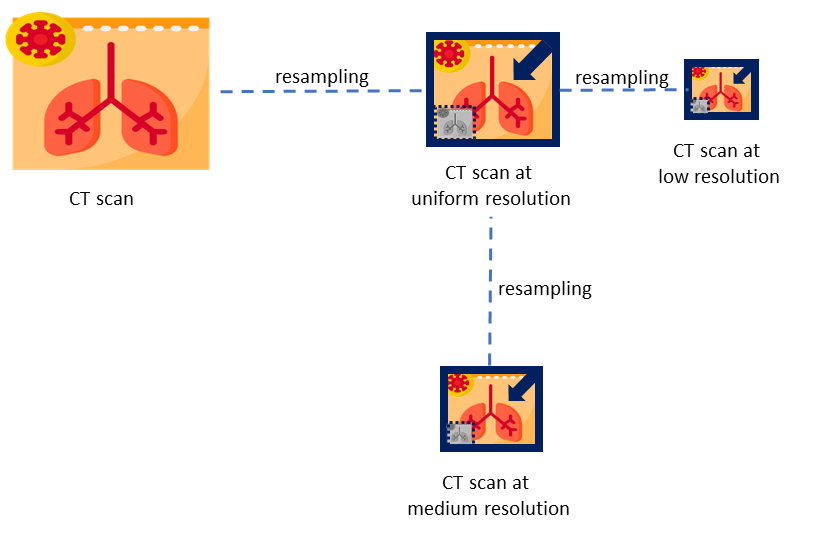 resampling
resampling
CT scan
CT scan at
uniform resolution
CT scan at
low resolution
resampling
CT scan at
medium resolution